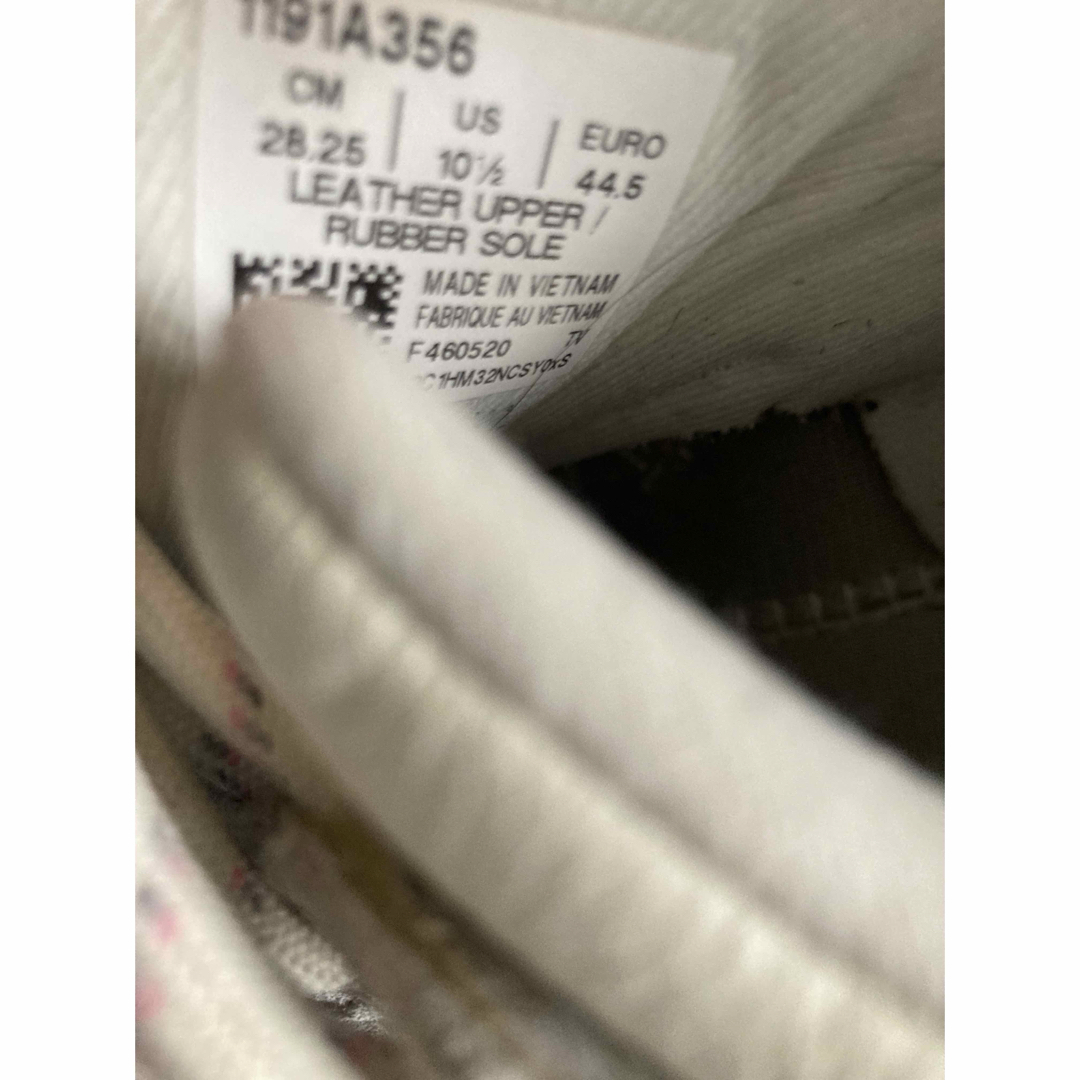 1191A356
CM | US | EURO
28.25 | 10½ | 44.5
LEATHER UPPER /
RUBBER SOLE
MADE IN VIETNAM
FABRIQUE AU VIETNAM
F460520 TV